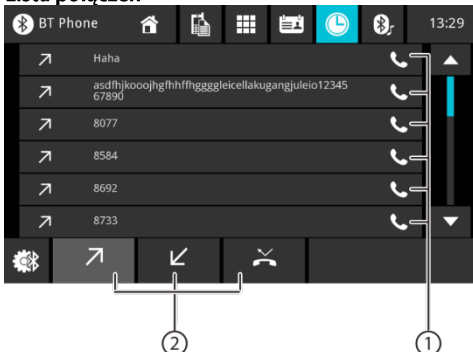 Lista połączeń
BT Phone
13:29
Haha
asdfhjkooojhgfhhffhggggleicellakugangjuleio12345
67890
8077
8584
8692
8733
2
1